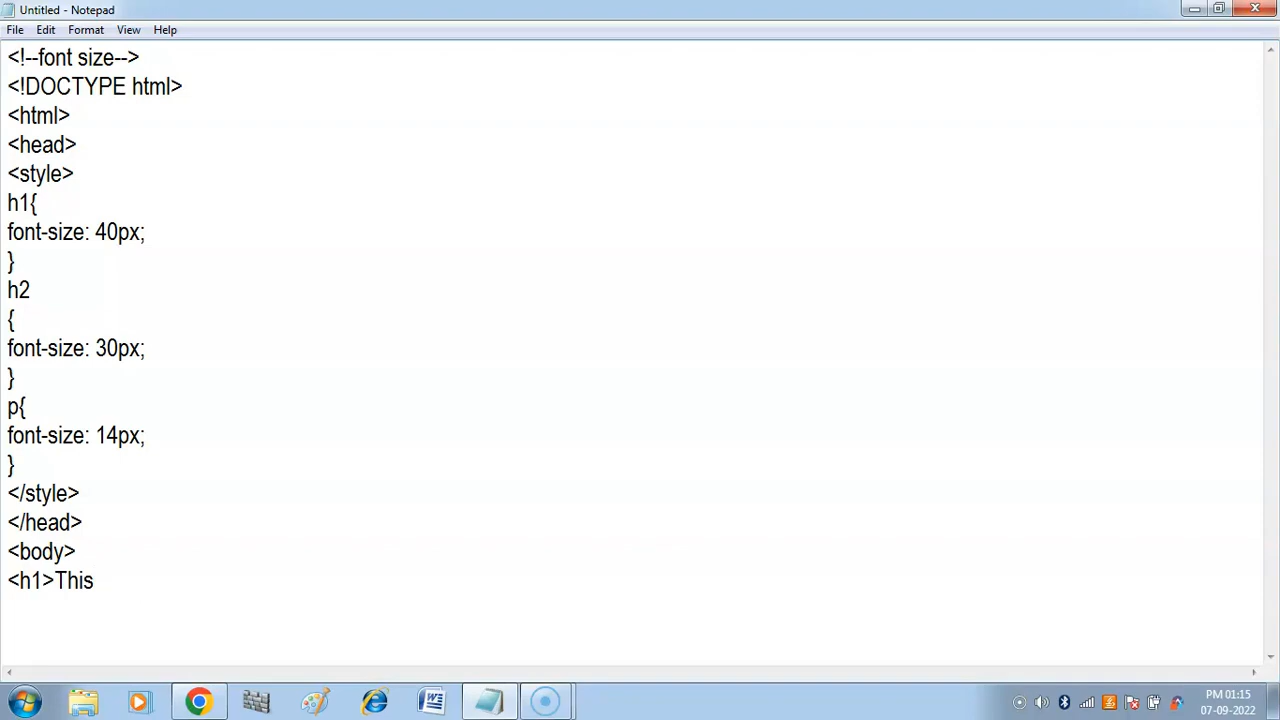 Untitled - Notepad
File Edit Format View Help
<!--font size-->
<!DOCTYPE html>
<html>
<head>
<style>
h1{
font-size: 40px;
}
h2
{
font-size: 30px;
}
p{
font-size: 14px;
}
</style>
</head>
<body>
<h1>This
PM 01:15
07-09-2022